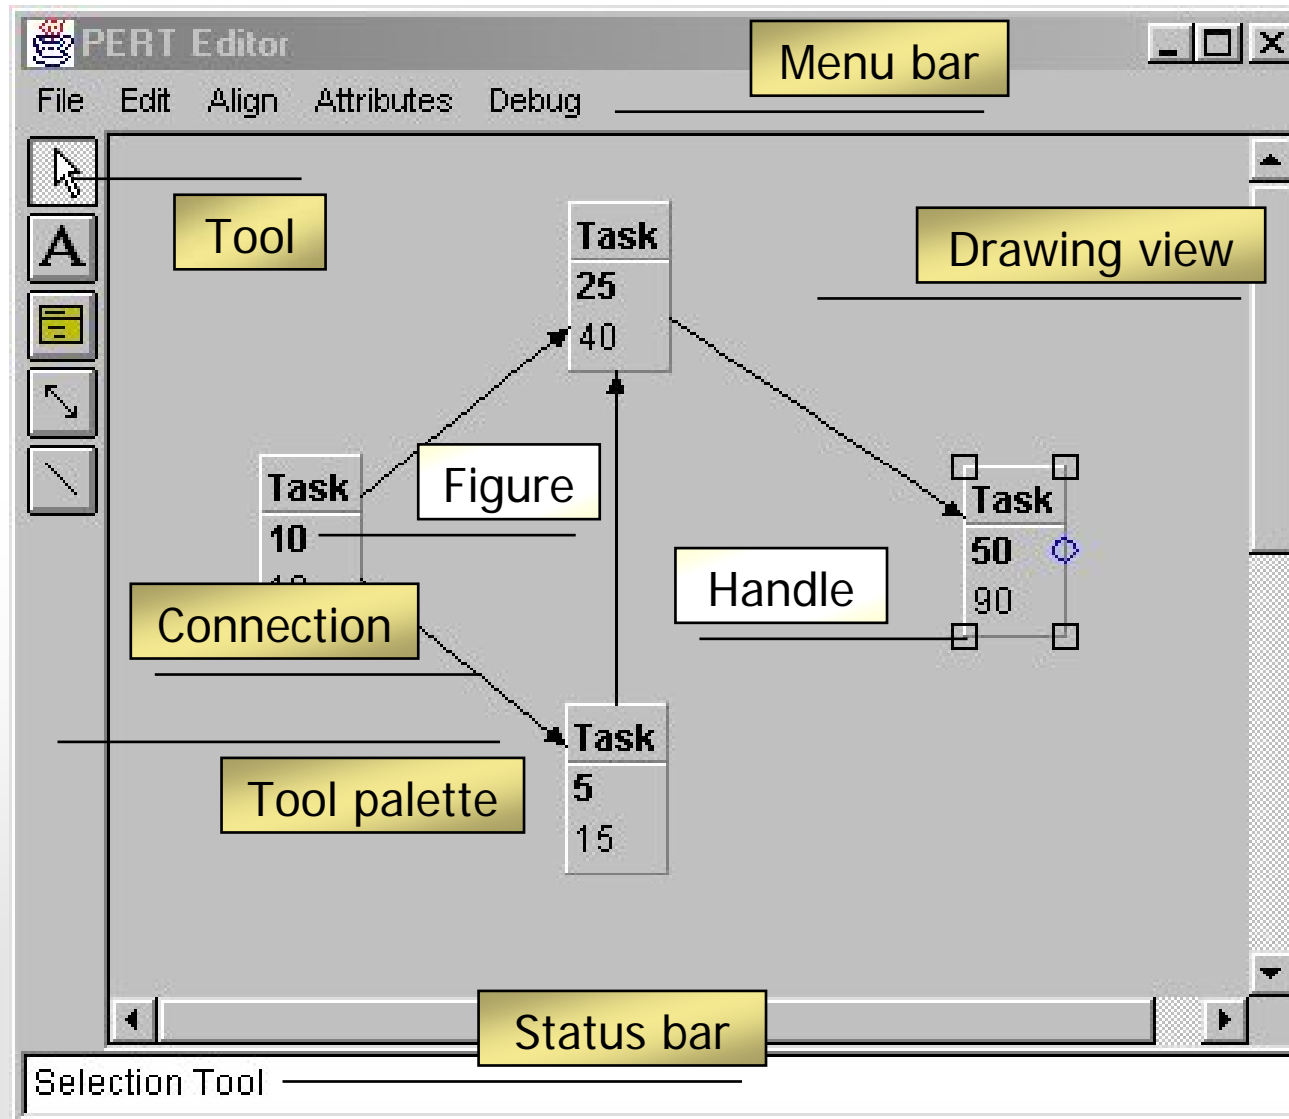 PERT Editor
Menu bar
File Edit Align Attributes Debug
Tool
A
Task
25
40
Drawing view
Task
10
Figure
Task
50
90
Handle
Connection
Task
5
15
Tool palette
Status bar
Selection Tool